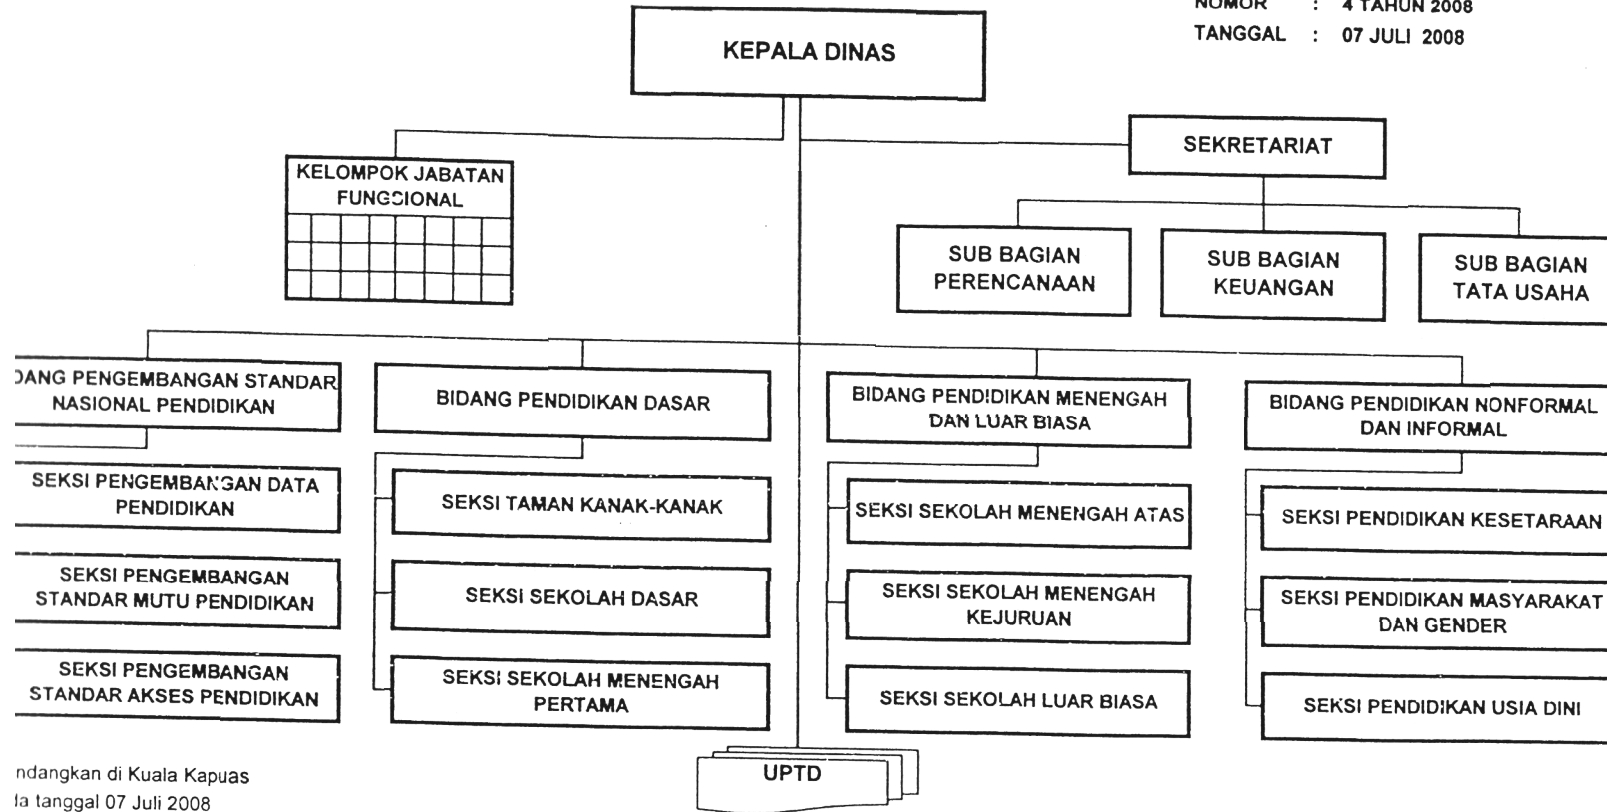 NOMOR : 4 TAHUN 2008
TANGGAL : 07 JULI 2008
KEPALA DINAS
SEKRETARIAT
KELOMPOK JABATAN
FUNGSIONAL
SUB BAGIAN
PERENCANAAN
SUB BAGIAN
KEUANGAN
SUB BAGIAN
TATA USAHA
DANG PENGEMBANGAN STANDAR
NASIONAL PENDIDIKAN
SEKSI PENGEMBANGAN DATA
PENDIDIKAN
SEKSI PENGEMBANGAN
STANDAR MUTU PENDIDIKAN
SEKSI PENGEMBANGAN
STANDAR AKSES PENDIDIKAN
BIDANG PENDIDIKAN DASAR
SEKSI TAMAN KANAK-KANAK
SEKSI SEKOLAH DASAR
SEKSI SEKOLAH MENENGAH
PERTAMA
BIDANG PENDIDIKAN MENENGAH
DAN LUAR BIASA
SEKSI SEKOLAH MENENGAH ATAS
SEKSI SEKOLAH MENENGAH
KEJURUAN
SEKSI SEKOLAH LUAR BIASA
BIDANG PENDIDIKAN NONFORMAL
DAN INFORMAL
SEKSI PENDIDIKAN KESETARAAN
SEKSI PENDIDIKAN MASYARAKAT
DAN GENDER
SEKSI PENDIDIKAN USIA DINI
UPTD
ndangkan di Kuala Kapuas
da tanggal 07 Juli 2008